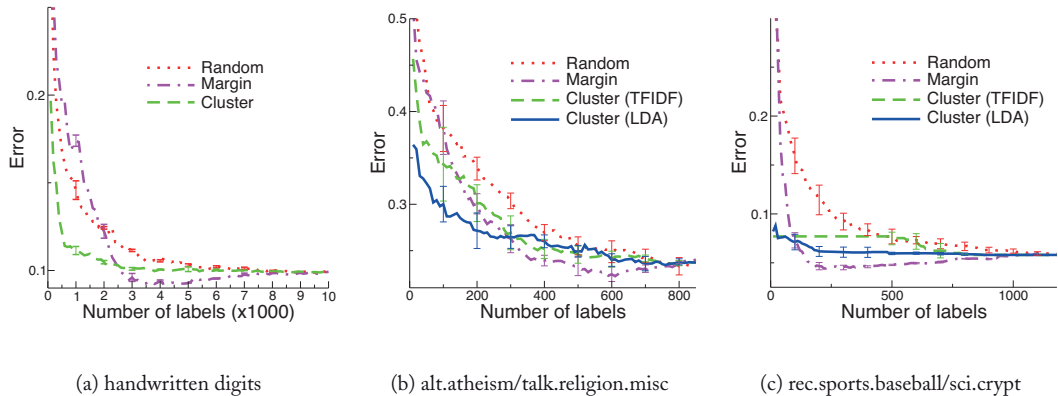 Error
0.2
0.1
Random
Margin
Cluster
0 1 2 3 4 5 6 7 8 9 10
Number of labels (x1000)
(a) handwritten digits
Error
0.5
0.4
0.3
Random
Margin
Cluster (TFIDF)
Cluster (LDA)
0 200 400 600 800
Number of labels
(b) alt.atheism/talk.religion.misc
Error
0.2
0.1
Random
Margin
Cluster (TFIDF)
Cluster (LDA)
0 500 1000
Number of labels
(c) rec.sports.baseball/sci.crypt